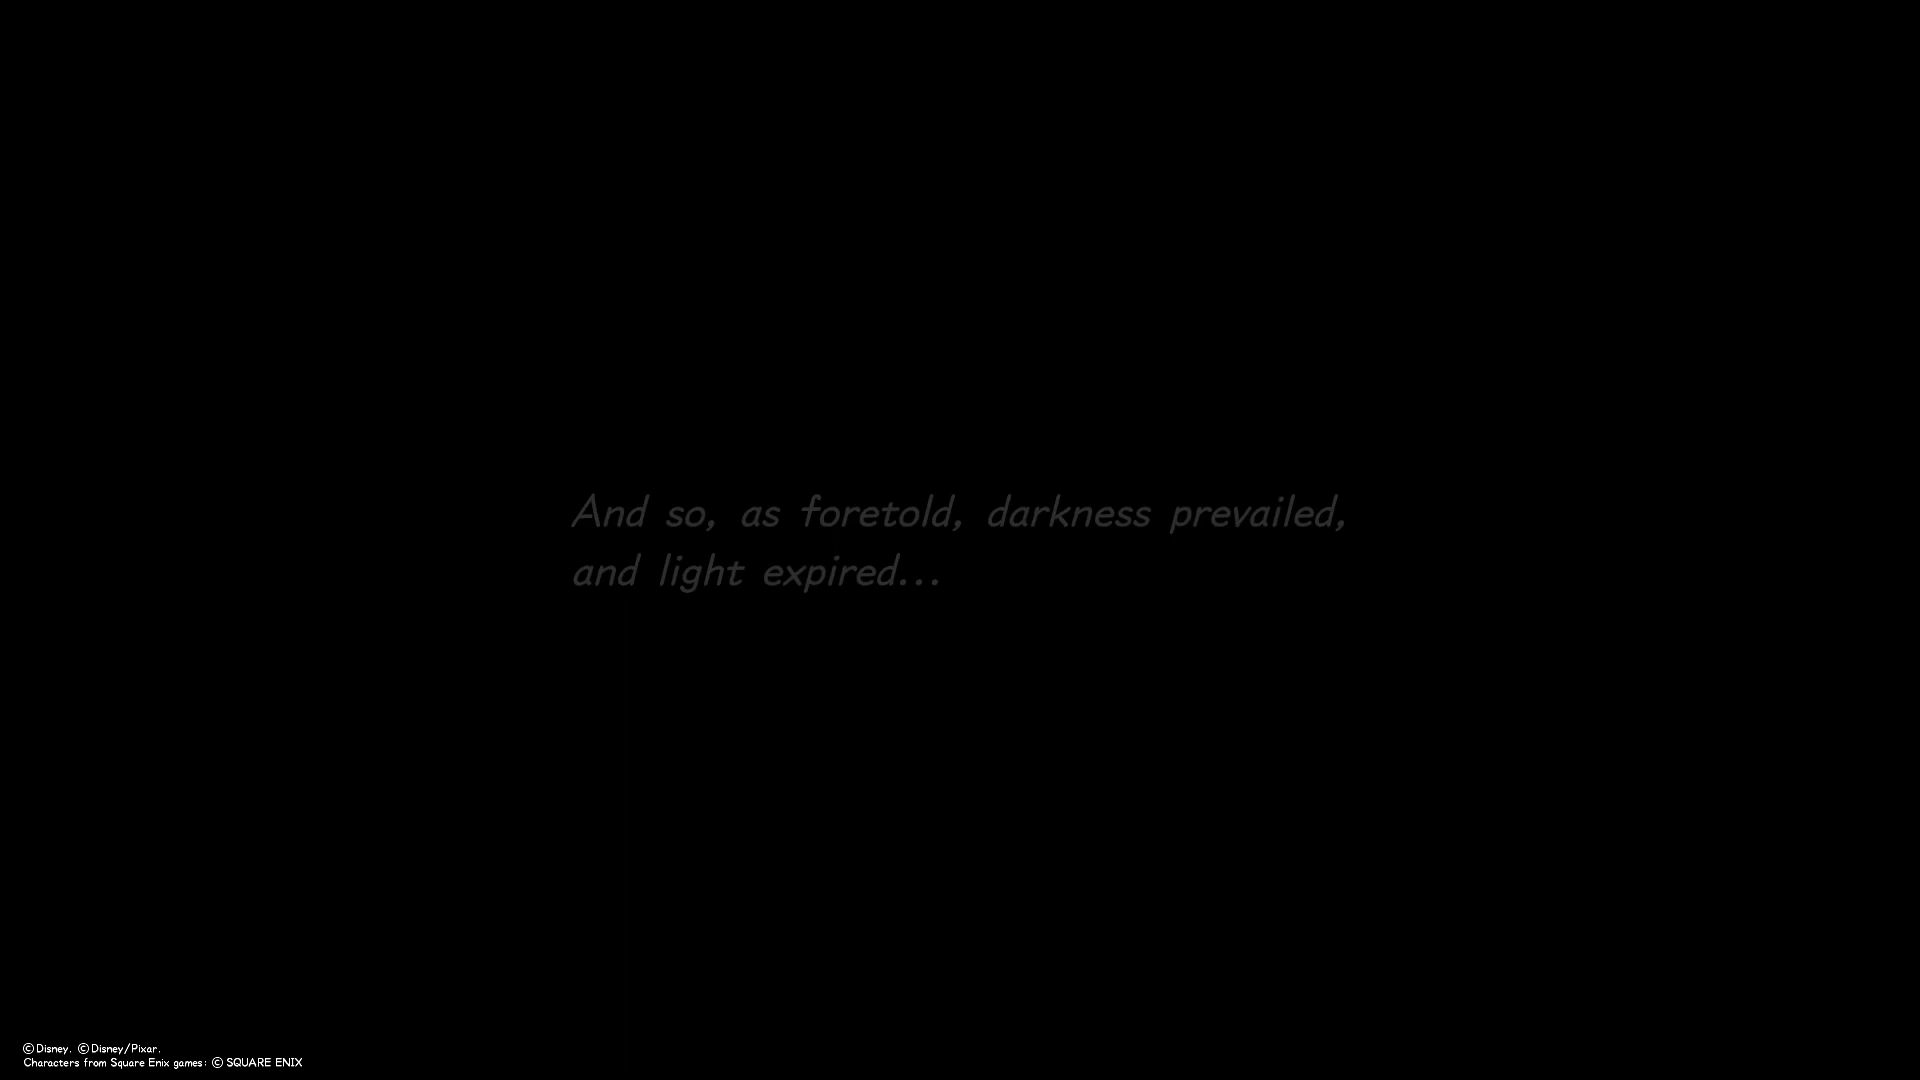 And so, as foretold, darkness prevailed,
and light expired...
©Disney. ©Disney/Pixar.
Characters from Square Enix games: © SQUARE ENIX